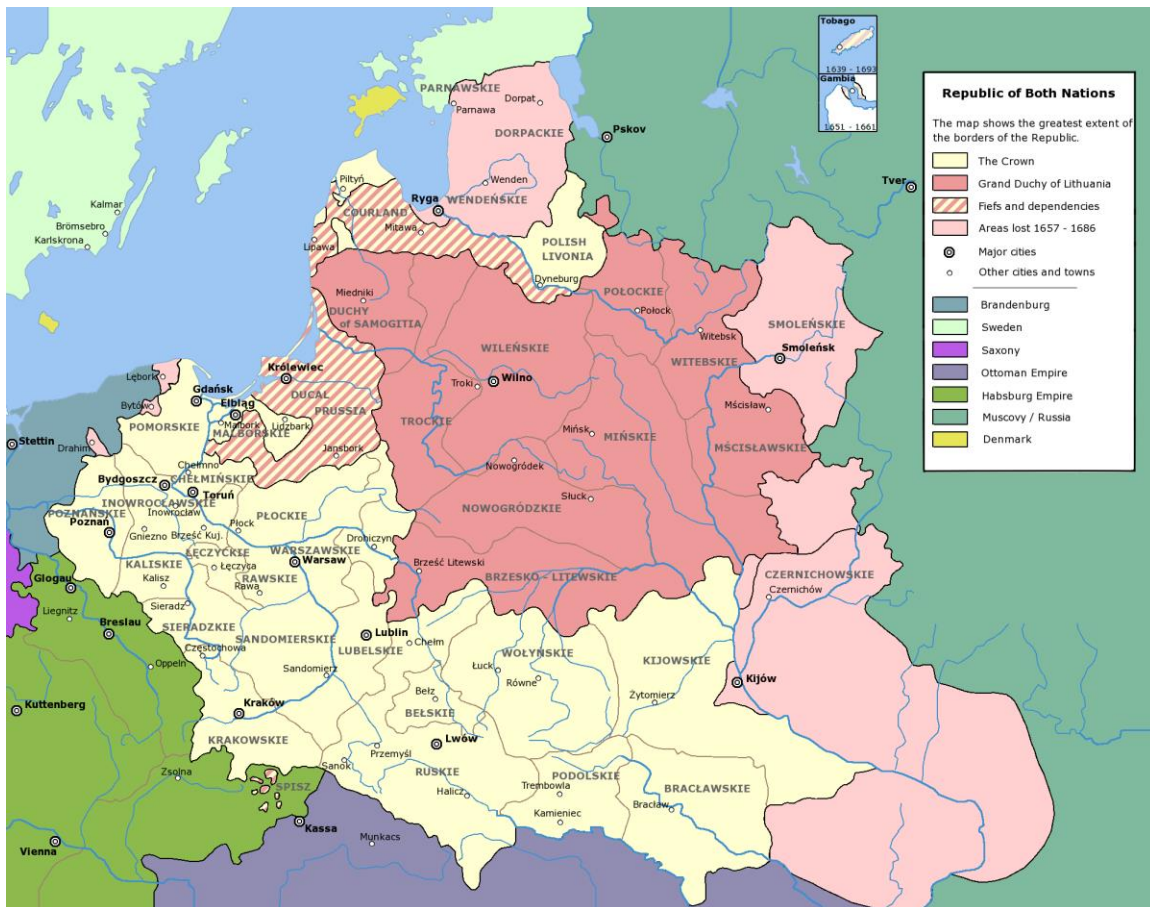 Tobago
1639 - 1693
Gambia
1651 - 1661
Republic of Both Nations
The map shows the greatest extent of
the borders of the Republic.
The Crown
Grand Duchy of Lithuania
Fiefs and dependencies
Areas lost 1657 - 1686
Major cities
Other cities and towns
Brandenburg
Sweden
Saxony
Ottoman Empire
Habsburg Empire
Muscovy / Russia
Denmark
PARNAWSKIE
Parnawa
Dorpat
DORPACKIE
Pskov
Tver
Piltyń
Wenden
Ryga
WENDEŃSKIE
COURLAND
Mitawa
Kalmar
Brömsebro
Karlskrona
Lipawa
POLISH
LIVONIA
Dyneburg
Miedniki
DUCHY
of SAMOGITIA
POŁOCKIE
Połock
Witebsk
SMOLEŃSKIE
Smoleńsk
WILEŃSKIE
WITEBSKIE
Lębork
Królewiec
Troki
Wilno
Gdańsk
DUCAL
PRUSSIA
Bytów
Elbląg
Malbork
Lidzbark
MALBORSKIE
POMORSKIE
TROCKIE
Mińsk
MIŃSKIE
Mścisław
MŚCISŁAWSKIE
Stettin
Drahim
Jansbork
Chełmno
CHEŁMIŃSKIE
Nowogródek
Bydgoszcz
Toruń
Słuck
INOWROCŁAWSKIE
Inowrocław
NOWOGRÓDZKIE
POZNAŃSKIE
Poznań
Gniezno
Brześć Kuj.
Płock
PŁOCKIE
Drohiczyn
ŁĘCZYCKIE
WARSZAWSKIE
Warsaw
KALISKIE
Kalisz
Łęczyca
RAWSKIE
Rawa
Brześć Litewski
BRZESKO - LITEWSKIE
CZERNICHOWSKIE
Czernichów
Glogau
Liegnitz
Sieradz
SIERADZKIE
Breslau
SANDOMIERSKIE
Lublin
LUBELSKIE
Chełm
Częstochowa
Oppeln
Sandomierz
WOŁYŃSKIE
Łuck
Równe
KIJOWSKIE
Żytomierz
Kijów
Kuttenberg
Kraków
Bełz
BEŁSKIE
KRAKOWSKIE
Lwów
Przemyśl
Sanok
Zsolna
SPISZ
RUSKIE
Halicz
PODOLSKIE
Trembowla
Kamieniec
BRACŁAWSKIE
Bracław
Kassa
Munkacs
Vienna